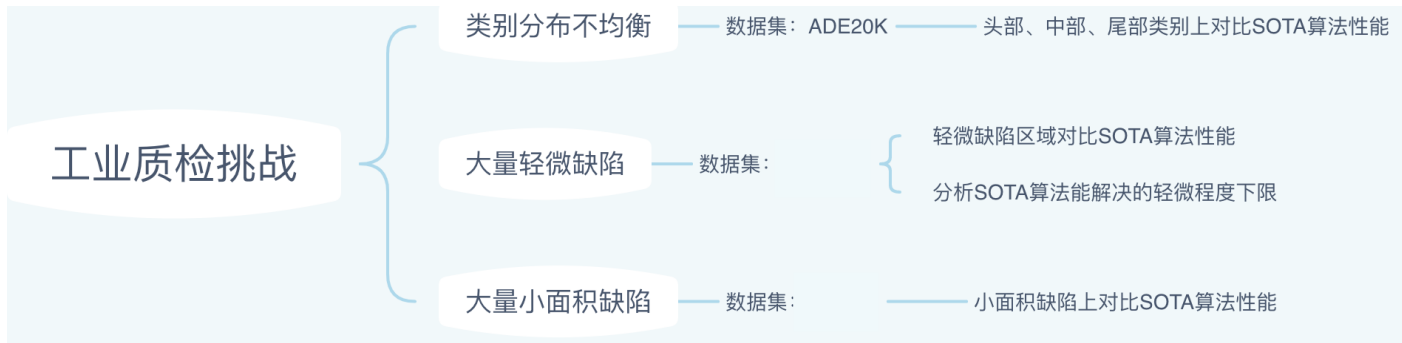 工业质检挑战
类别分布不均衡
数据集：ADE20K
头部、中部、尾部类别上对比SOTA算法性能
大量轻微缺陷
数据集：
轻微缺陷区域对比SOTA算法性能
分析SOTA算法能解决的轻微程度下限
大量小面积缺陷
数据集：
小面积缺陷上对比SOTA算法性能